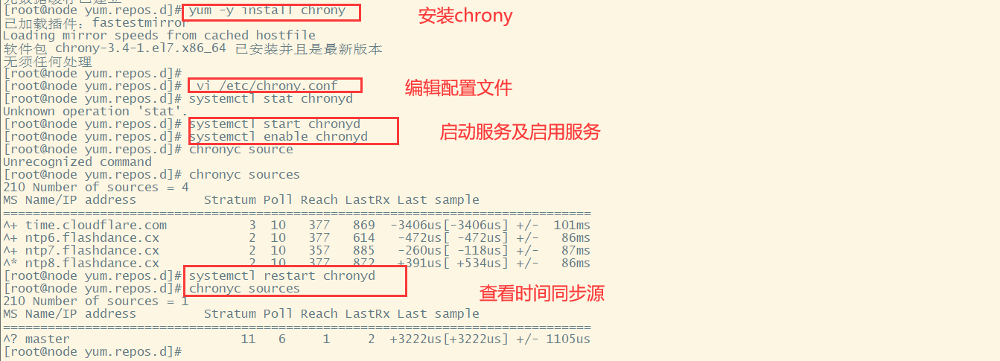 [root@node yum.repos.d]# yum -y install chrony
安装chrony
已加载插件：fastestmirror
Loading mirror speeds from cached hostfile
软件包 chrony-3.4-1.el7.x86_64 已安装并且是最新版本
无须任何处理
[root@node yum.repos.d]#
[root@node yum.repos.d]# vi /etc/chrony.conf
编辑配置文件
[root@node yum.repos.d]# systemctl stat chronyd
Unknown operation 'stat'.
[root@node yum.repos.d]# systemctl start chronyd
启动服务及启用服务
[root@node yum.repos.d]# systemctl enable chronyd
[root@node yum.repos.d]# chronyc source
Unrecognized command
[root@node yum.repos.d]# chronyc sources
210 Number of sources = 4
MS Name/IP address         Stratum Poll Reach LastRx Last sample
===============================================================================
^+ time.cloudflare.com           3  10   377   869  -3406us[-3406us] +/-  101ms
^+ ntp6.flashdance.cx            2  10   377   614   -472us[ -472us] +/-   86ms
^+ ntp7.flashdance.cx            2  10   357   885   -260us[ -118us] +/-   87ms
^* ntp8.flashdance.cx            2  10   377   872   +391us[ +534us] +/-   86ms
[root@node yum.repos.d]# systemctl restart chronyd
[root@node yum.repos.d]# chronyc sources
查看时间同步源
210 Number of sources = 1
MS Name/IP address         Stratum Poll Reach LastRx Last sample
===============================================================================
^? master                       11   6     1     2  +3222us[+3222us] +/- 1105us
[root@node yum.repos.d]#